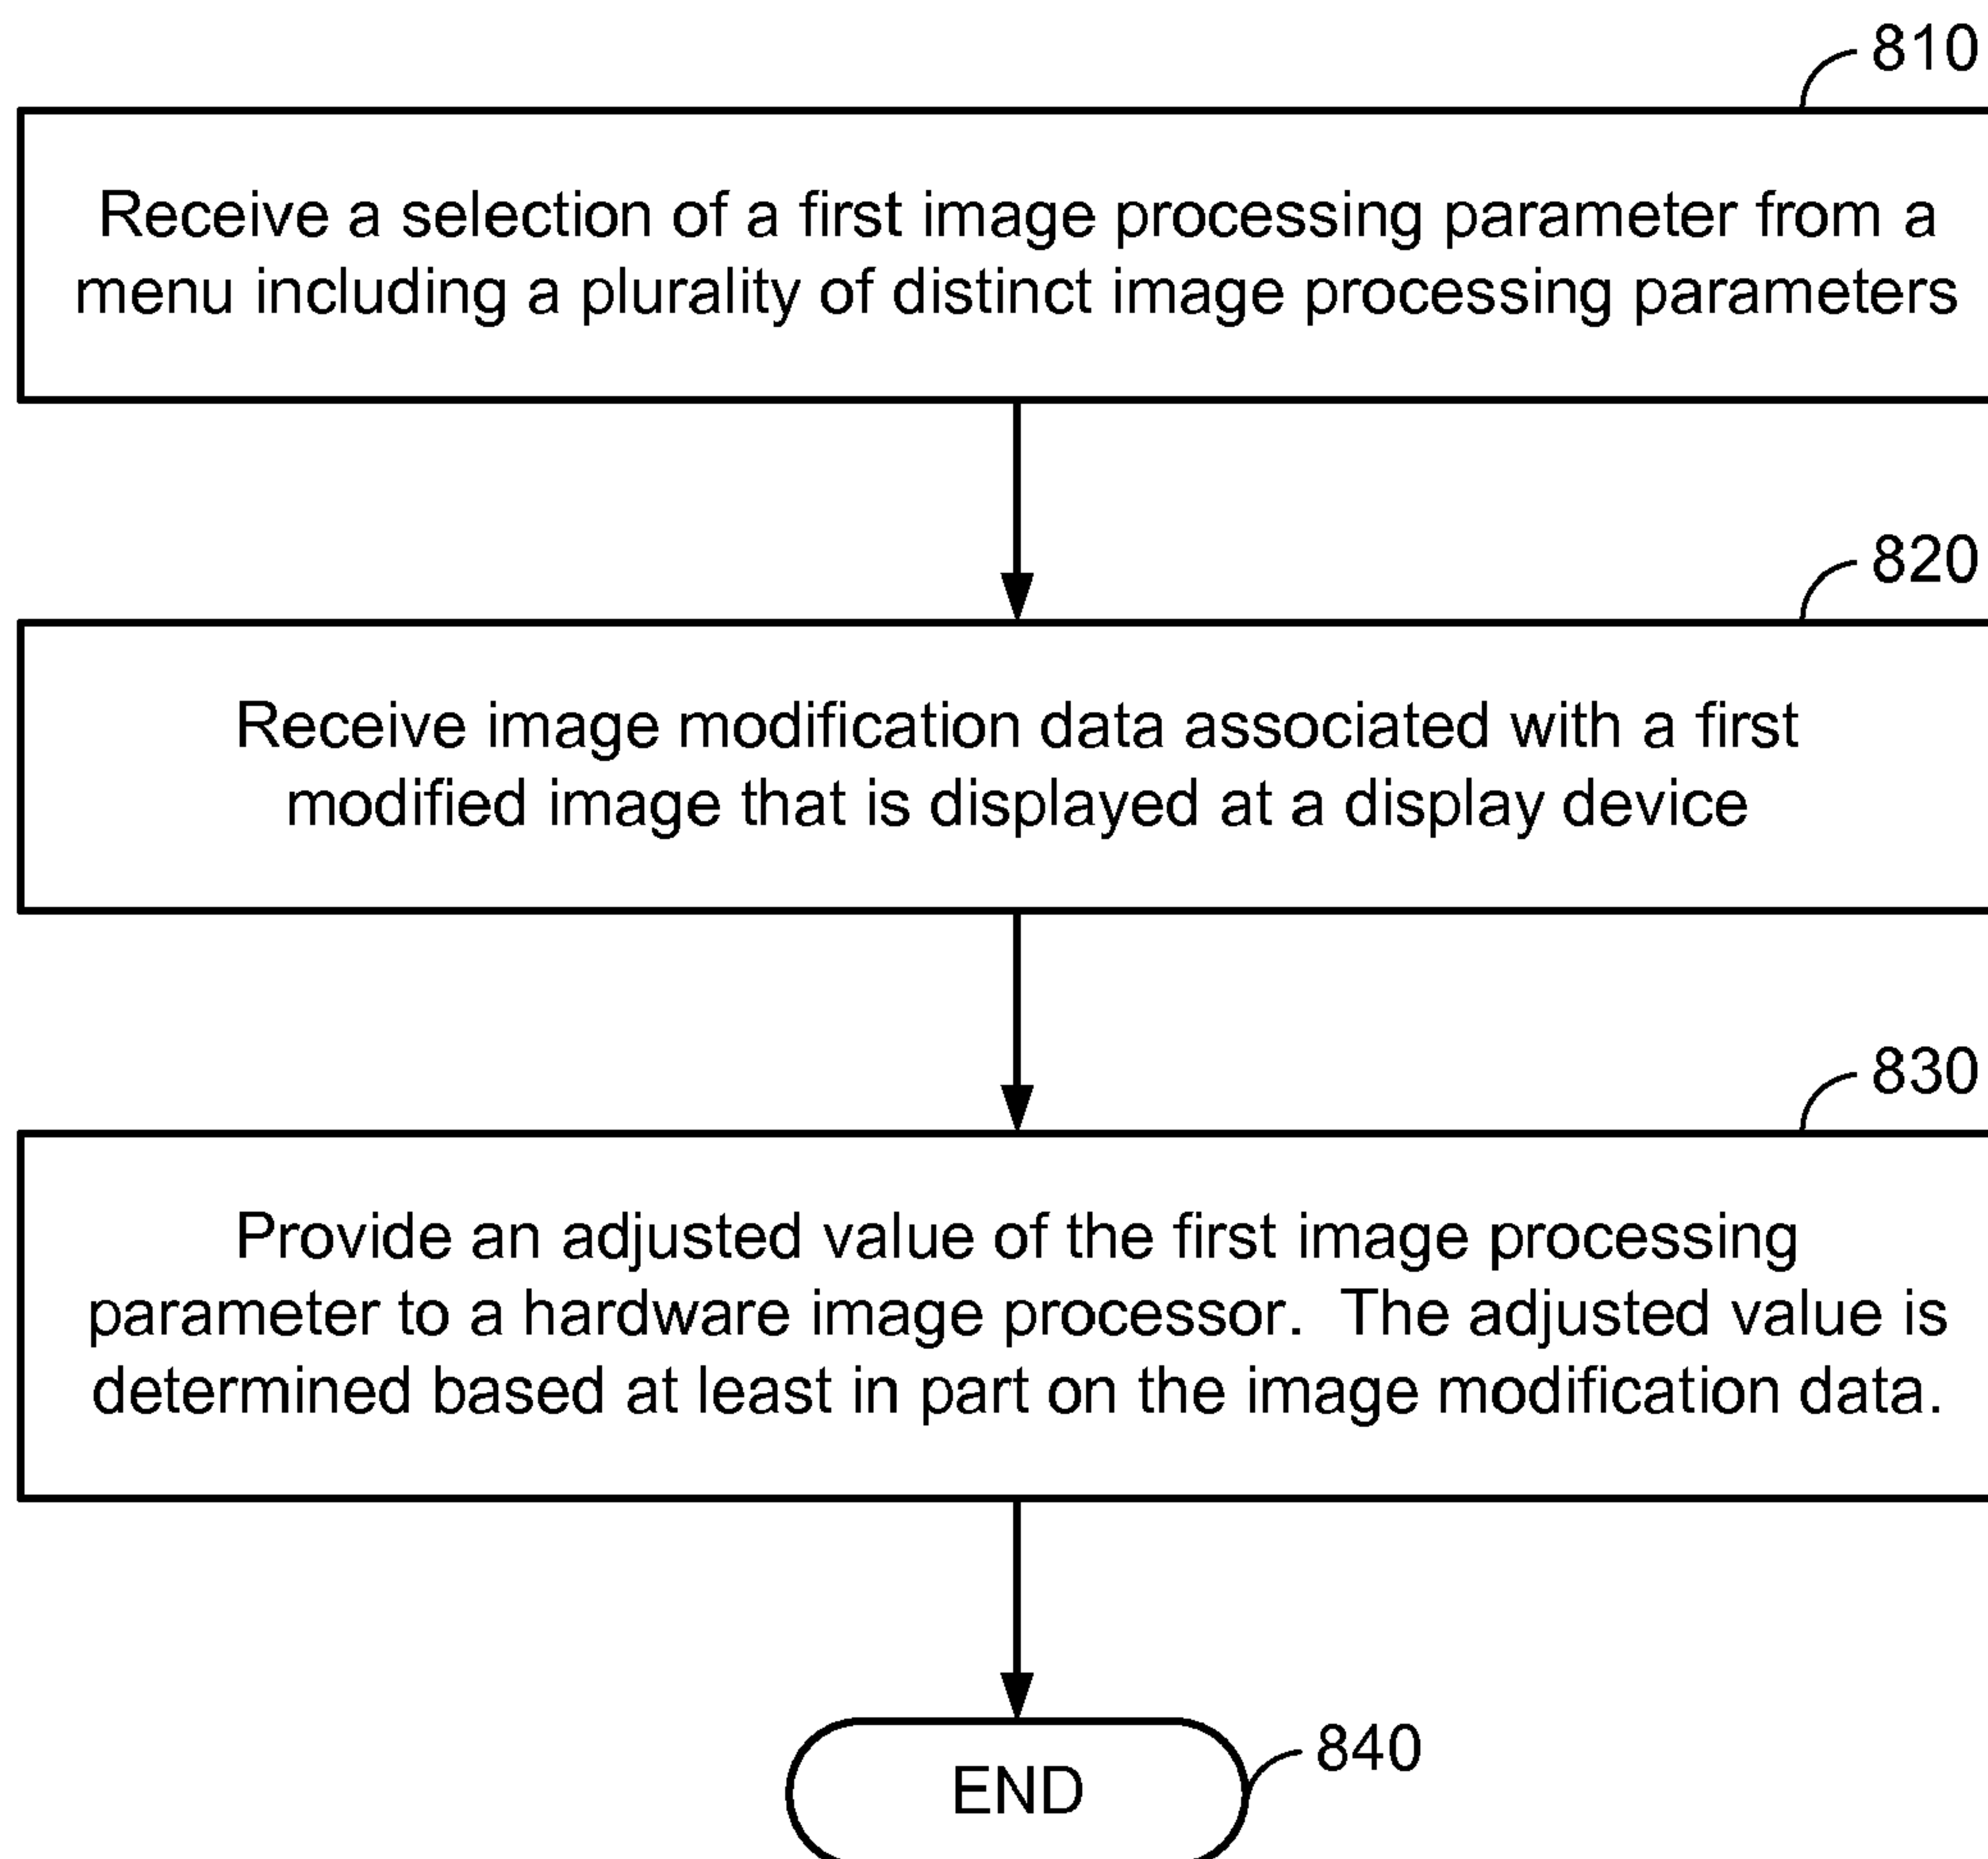 810
Receive a selection of a first image processing parameter from a
menu including a plurality of distinct image processing parameters
820
Receive image modification data associated with a first
modified image that is displayed at a display device
830
Provide an adjusted value of the first image processing
parameter to a hardware image processor.  The adjusted value is
determined based at least in part on the image modification data.
END
840